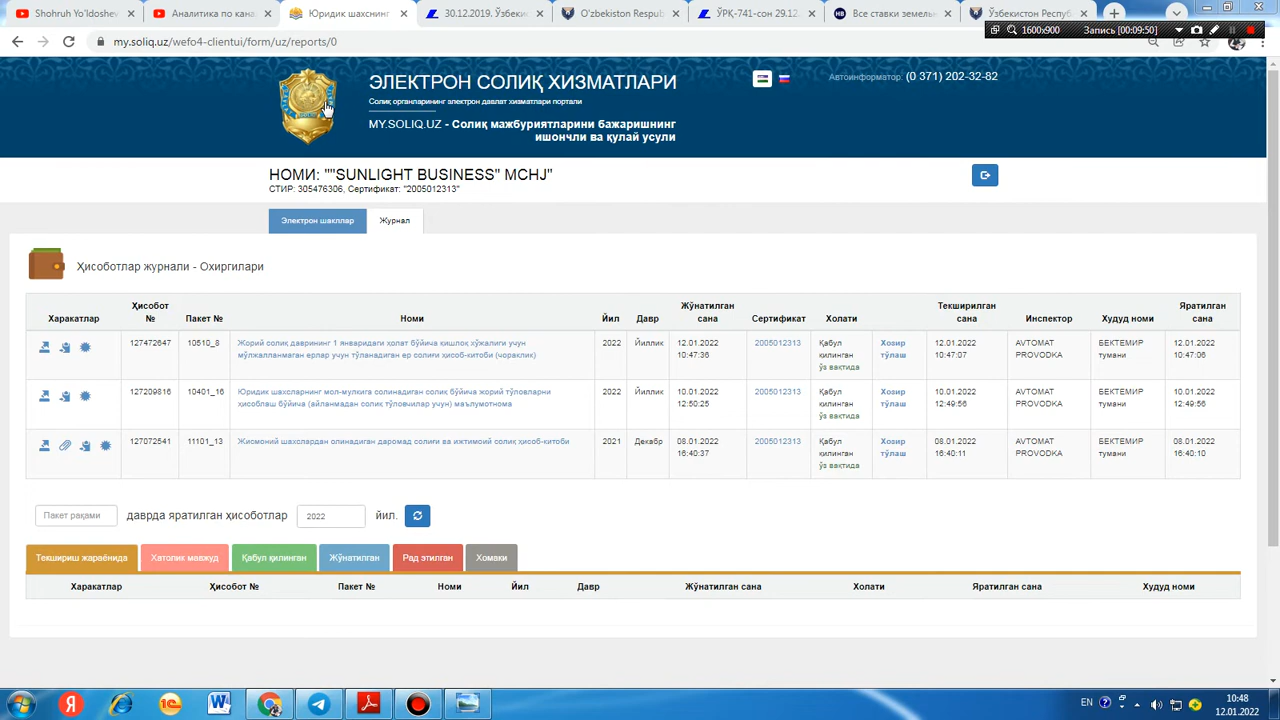 Shohruh Yo'ldoshev
Аналитика по кана
Юридик шахснинг
30.12.2019. Ўзбеки
O'zbekiston Respub
ЎРҚ-741-сон 29.12.
Все ставки земельн
Ўзбекистон Респу
1600x900
Запись [00:09:50]
my.soliq.uz/wefo4-clientui/form/uz/reports/0
ЭЛЕКТРОН СОЛИҚ ХИЗМАТЛАРИ
Солиқ органларининг электрон давлат хизматлари портали
MY.SOLIQ.UZ - Солиқ мажбуриятларини бажаришнинг
ишончли ва қулай усули
Автоинформатор: (0 371) 202-32-82
НОМИ: ""SUNLIGHT BUSINESS" MCHJ"
СТИР: 305476306, Сертификат: "2005012313"
Электрон шакллар
Журнал
Ҳисоботлар журнали - Охиргилари
Харакатлар
Ҳисобот №
Пакет №
Номи
Йил
Давр
Жўнатилган сана
Сертификат
Холати
Текширилган сана
Инспектор
Худуд номи
Яратилган сана
127472647
10510_8
Жорий солиқ даврининг 1 январидаги ҳолат бўйича қишлоқ хўжалиги учун
мўлжалланмаган ерлар учун тўланадиган ер солиғи ҳисоб-китоби (чораклик)
2022
Йиллик
12.01.2022
10:47:36
2005012313
Қабул
қилинган
ўз вақтида
Хозир
тўлаш
12.01.2022
10:47:07
AVTOMAT
PROVODKA
БЕКТЕМИР
тумани
12.01.2022
10:47:06
127209816
10401_16
Юридик шахсларнинг мол-мулкига солинадиган солиқ бўйича жорий тўловларни
ҳисоблаш бўйича (айланмадан солиқ тўловчилар учун) маълумотнома
2022
Йиллик
10.01.2022
12:50:25
2005012313
Қабул
қилинган
ўз вақтида
Хозир
тўлаш
10.01.2022
12:49:56
AVTOMAT
PROVODKA
БЕКТЕМИР
тумани
10.01.2022
12:49:56
127072541
11101_13
Жисмоний шахслардан олинадиган даромад солиғи ва ижтимоий солиқ ҳисоб-китоби
2021
Декабр
08.01.2022
16:40:37
2005012313
Қабул
қилинган
ўз вақтида
Хозир
тўлаш
08.01.2022
16:40:11
AVTOMAT
PROVODKA
БЕКТЕМИР
тумани
08.01.2022
16:40:10
Пакет рақами
даврда яратилган ҳисоботлар
2022
йил.
Текшириш жараёнида
Хатолик мавжуд
Қабул қилинган
Жўнатилган
Рад этилган
Хомаки
Харакатлар
Ҳисобот №
Пакет №
Номи
Йил
Давр
Жўнатилган сана
Холати
Яратилган сана
Худуд номи
EN
10:48
12.01.2022